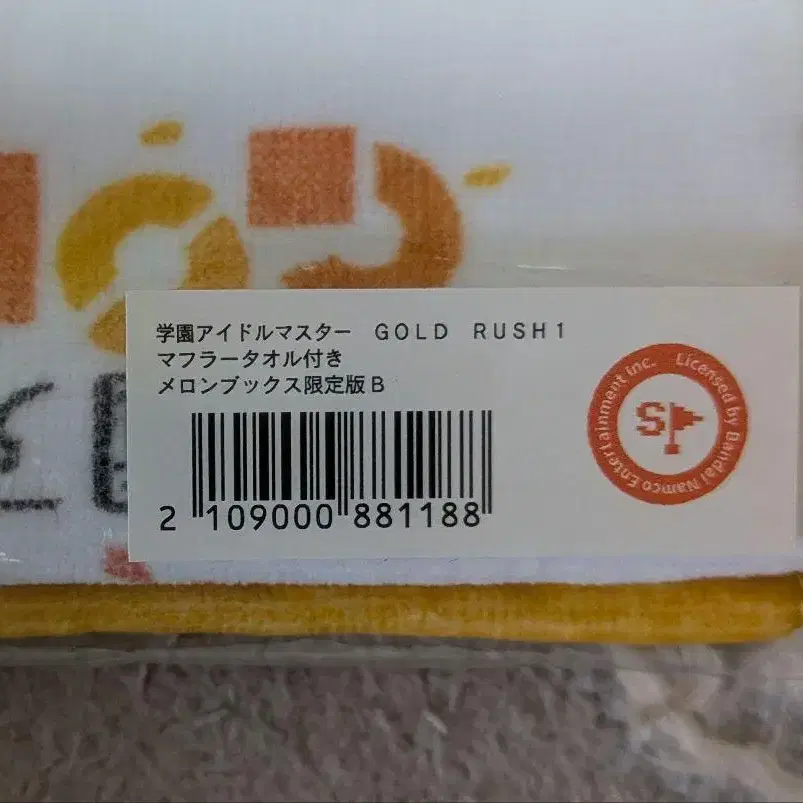 学園アイドルマスター　ＧＯＬＤ　ＲＵＳＨ１
マフラータオル付き
メロンブックス限定版Ｂ
2 109000 881188
Licensed by Bandai Namco Entertainment Inc.
S